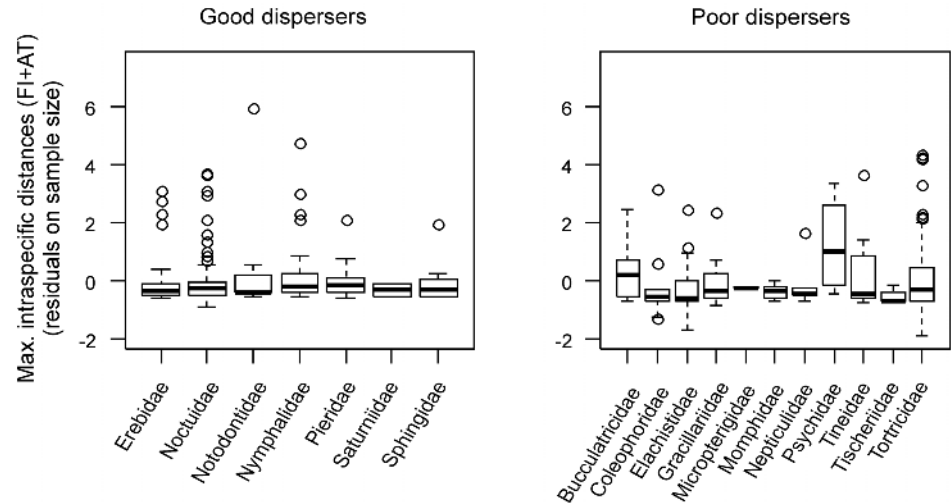 Good dispersers
Poor dispersers
Max. intraspecific distances (FI+AT)
(residuals on sample size)
6
4
2
0
-2
Erebidae
Noctuidae
Notodontidae
Nymphalidae
Pieridae
Saturniidae
Sphingidae
6
4
2
0
-2
Bucculatricidae
Coleophoridae
Elachistidae
Gracillariidae
Micropterigidae
Momphidae
Nepticulidae
Psychidae
Tineidae
Tischeriidae
Tortricidae